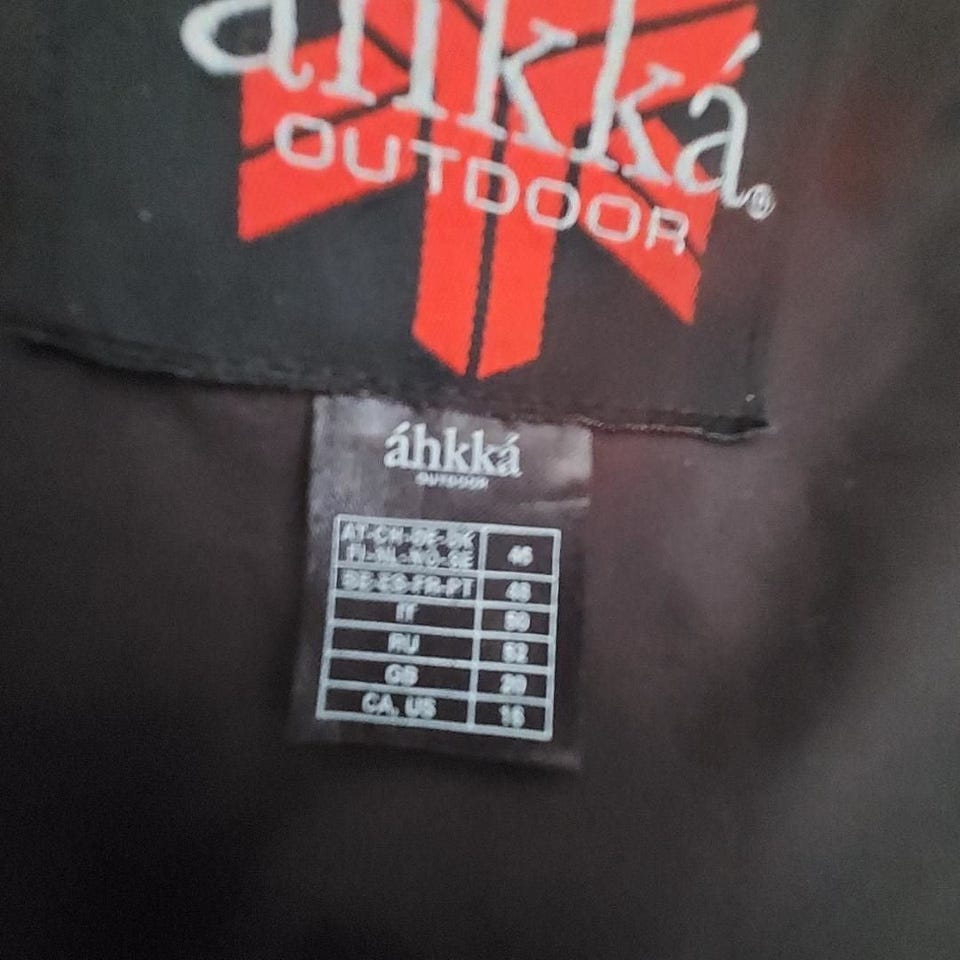 áhkká®
OUTDOOR
áhkká
OUTDOOR
AT-CH-DE-DK
FI-NL-NO-SE 46
BE-ES-FR-PT 48
IT 50
RU 52
GB 20
CA, US 16